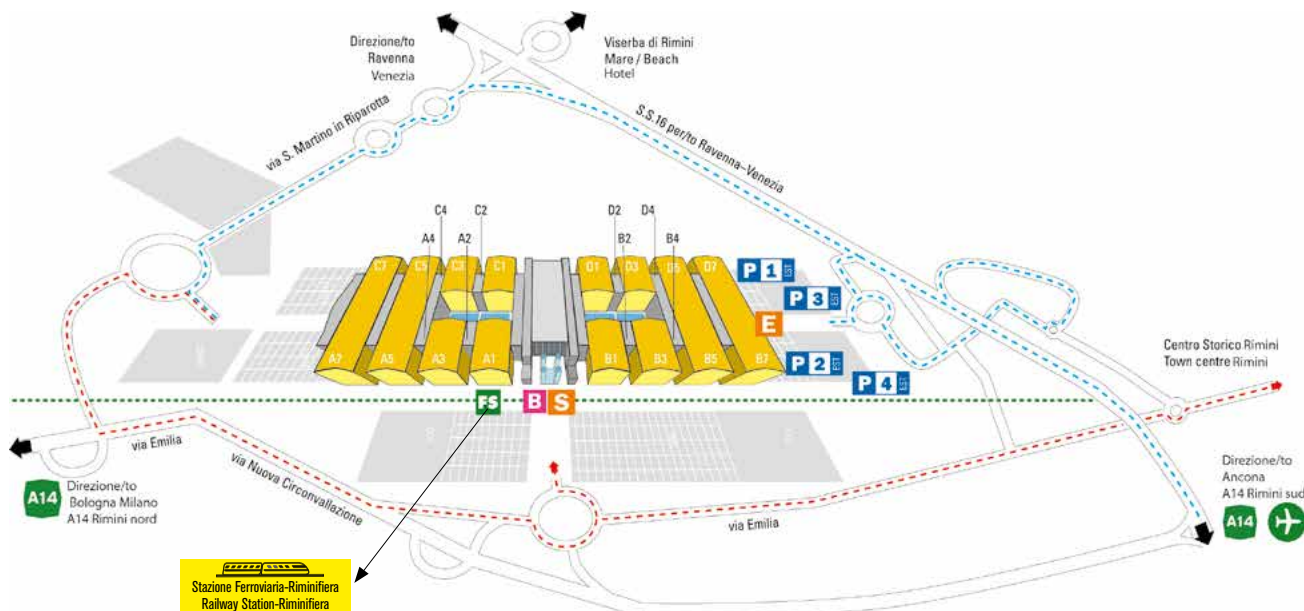 Direzione/to
Ravenna
Venezia
Viserba di Rimini
Mare / Beach
Hotel
via S. Martino in Riparotta
S.S.16 per/to Ravenna–Venezia
C4
C2
D2
D4
A4
A2
B2
B4
C7
C5
C3
C1
D1
D3
D5
D7
P 1 EST
P 3 EST
E
A7
A5
A3
A1
B1
B3
B5
B7
P 2 EST
P 4 EST
Centro Storico Rimini
Town centre Rimini
FS
B
S
via Emilia
via Nuova Circonvallazione
via Emilia
A14
Direzione/to
Bologna Milano
A14 Rimini nord
Direzione/to
Ancona
A14 Rimini sud
A14
Stazione Ferroviaria-Riminifiera
Railway Station-Riminifiera